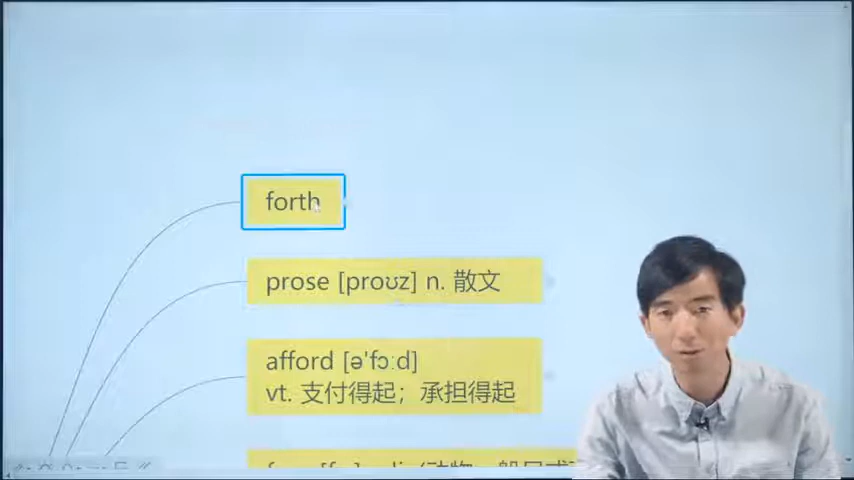 forth
prose [proʊz] n. 散文
afford [ə'fɔːd]
vt. 支付得起；承担得起